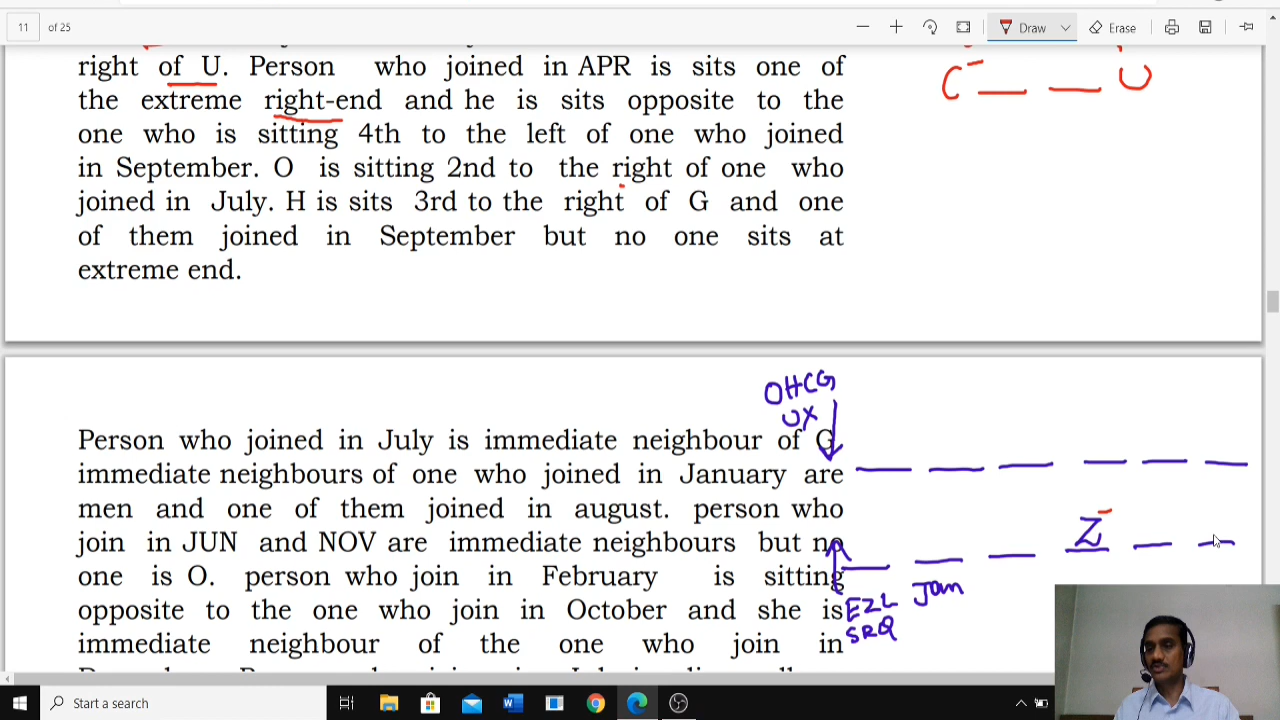 11 of 25
Draw
Erase
right of U. Person who joined in APR is sits one of
the extreme right-end and he is sits opposite to the
one who is sitting 4th to the left of one who joined
in September. O is sitting 2nd to the right of one who
joined in July. H is sits 3rd to the right of G and one
of them joined in September but no one sits at
extreme end.
C U
OHCG
UX
Person who joined in July is immediate neighbour of G
immediate neighbours of one who joined in January are
men and one of them joined in august. person who
join in JUN and NOV are immediate neighbours but no
one is O. person who join in February is sitting
opposite to the one who join in October and she is
immediate neighbour of the one who join in
Z
Jan
EZL
SRQ
Start a search